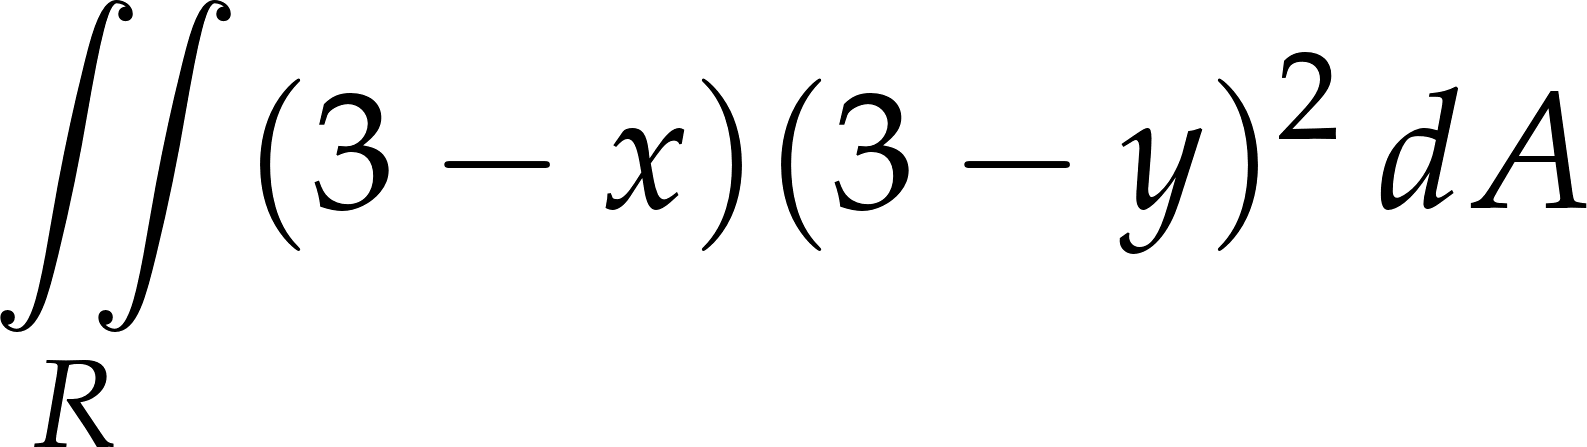 ∬_R (3 − x)(3 − y)² dA